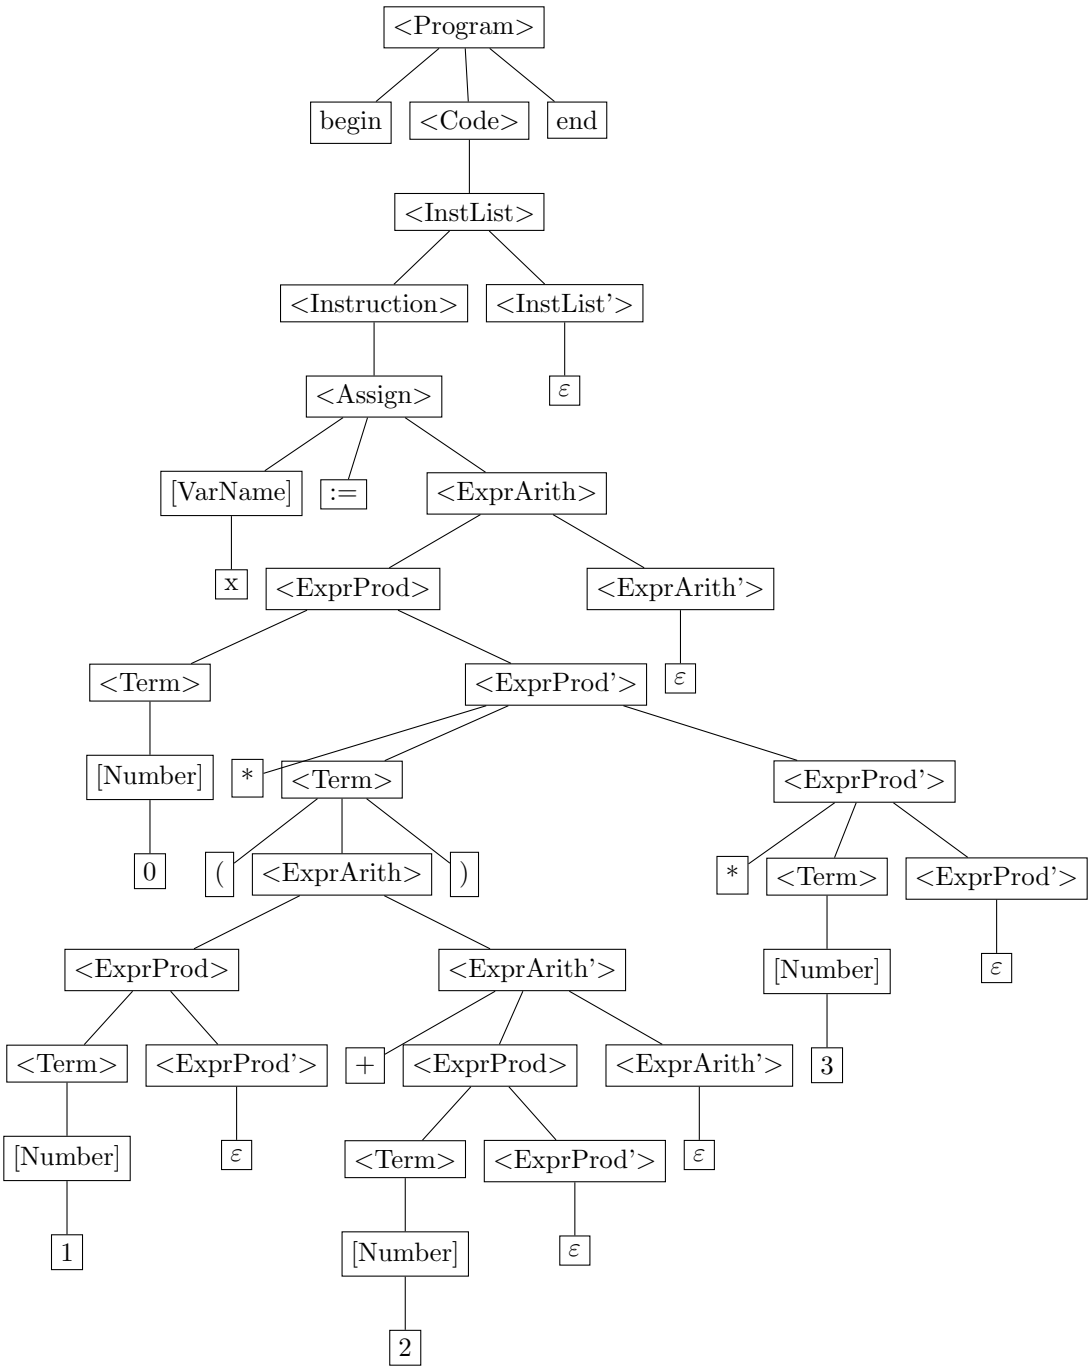 <Program>
begin <Code> end
<InstList>
<Instruction> <InstList'>
<Assign> ε
[VarName] := <ExprArith>
x <ExprProd> <ExprArith'>
<Term> <ExprProd'> ε
[Number] * <Term> <ExprProd'>
0 ( <ExprArith> ) * <Term> <ExprProd'>
<ExprProd> <ExprArith'> [Number] ε
<Term> <ExprProd'> + <ExprProd> <ExprArith'> 3
[Number] ε <Term> <ExprProd'> ε
1 [Number] ε
2